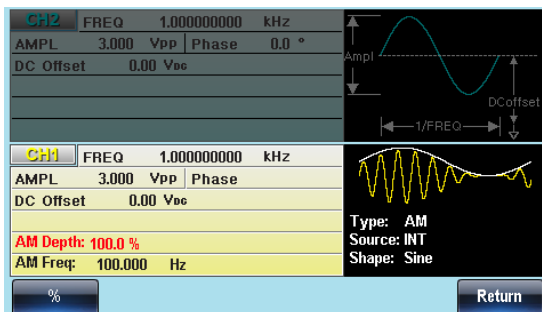 CH2 FREQ 1.000000000 kHz
AMPL 3.000 VPP Phase 0.0 °
DC Offset 0.00 VDC
Ampl
DCoffset
1/FREQ
CH1 FREQ 1.000000000 kHz
AMPL 3.000 VPP Phase
DC Offset 0.00 VDC
AM Depth: 100.0 %
AM Freq: 100.000 Hz
Type: AM
Source: INT
Shape: Sine
% Return